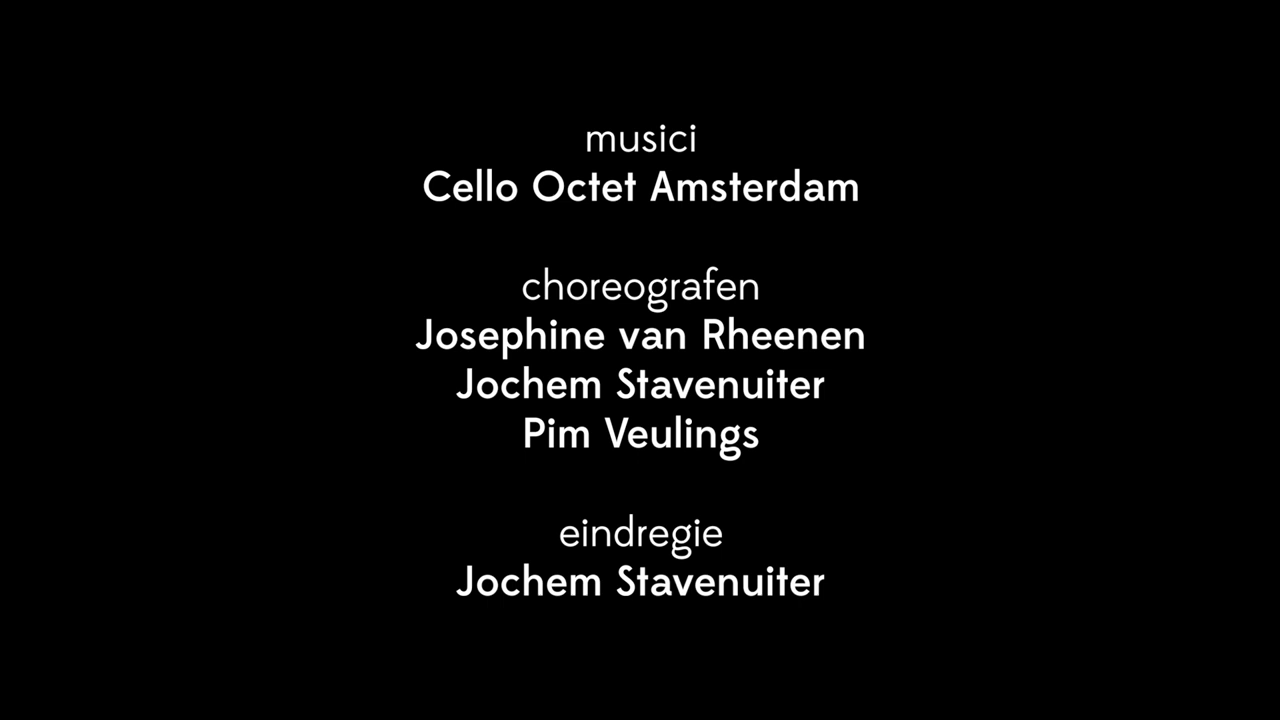 musici
Cello Octet Amsterdam
choreografen
Josephine van Rheenen
Jochem Stavenuiter
Pim Veulings
eindregie
Jochem Stavenuiter